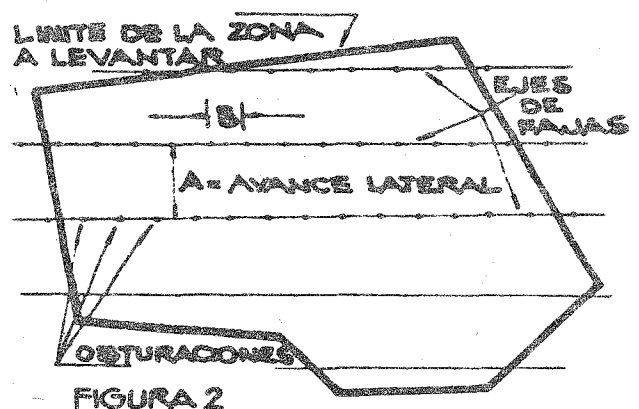 LIMITE DE LA ZONA
A LEVANTAR
EJES
DE
FAJAS
B
A = AVANCE LATERAL
OBTURACIONES
FIGURA 2